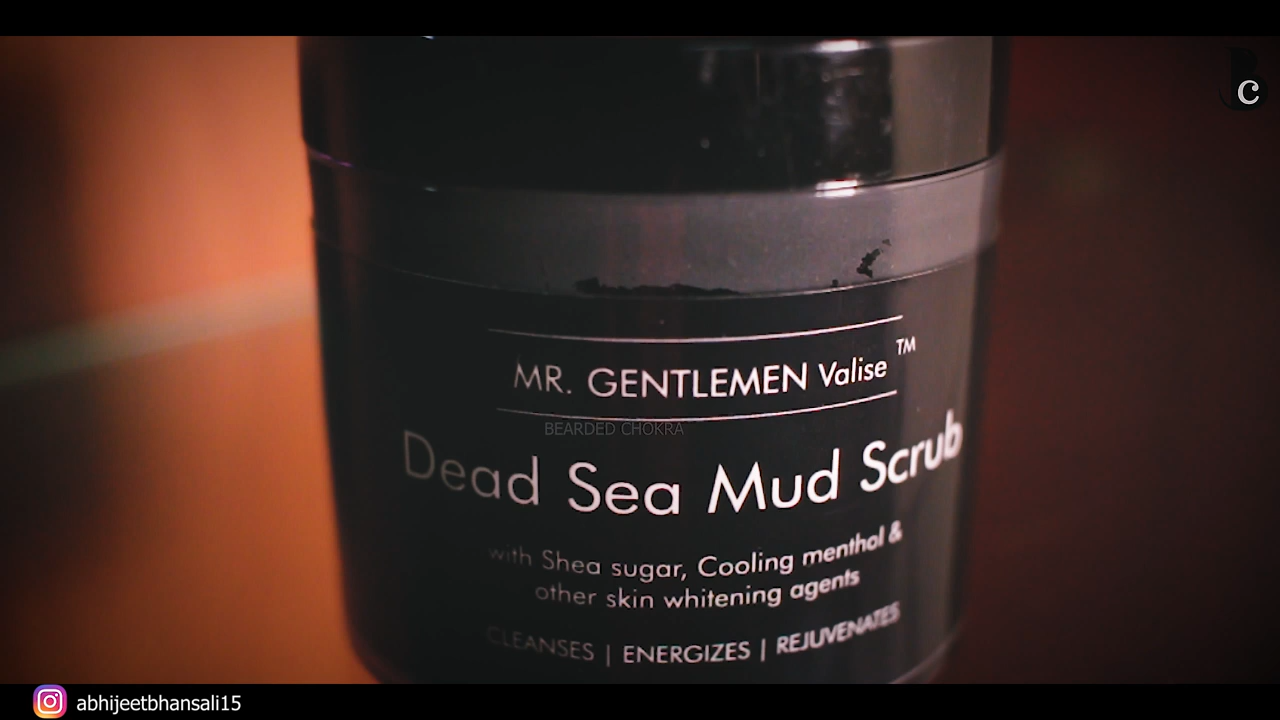 C
MR. GENTLEMEN Valise ™
BEARDED CHOKRA
Dead Sea Mud Scrub
with Shea sugar, Cooling menthol &
other skin whitening agents
CLEANSES | ENERGIZES | REJUVENATES
abhijeetbhansali15